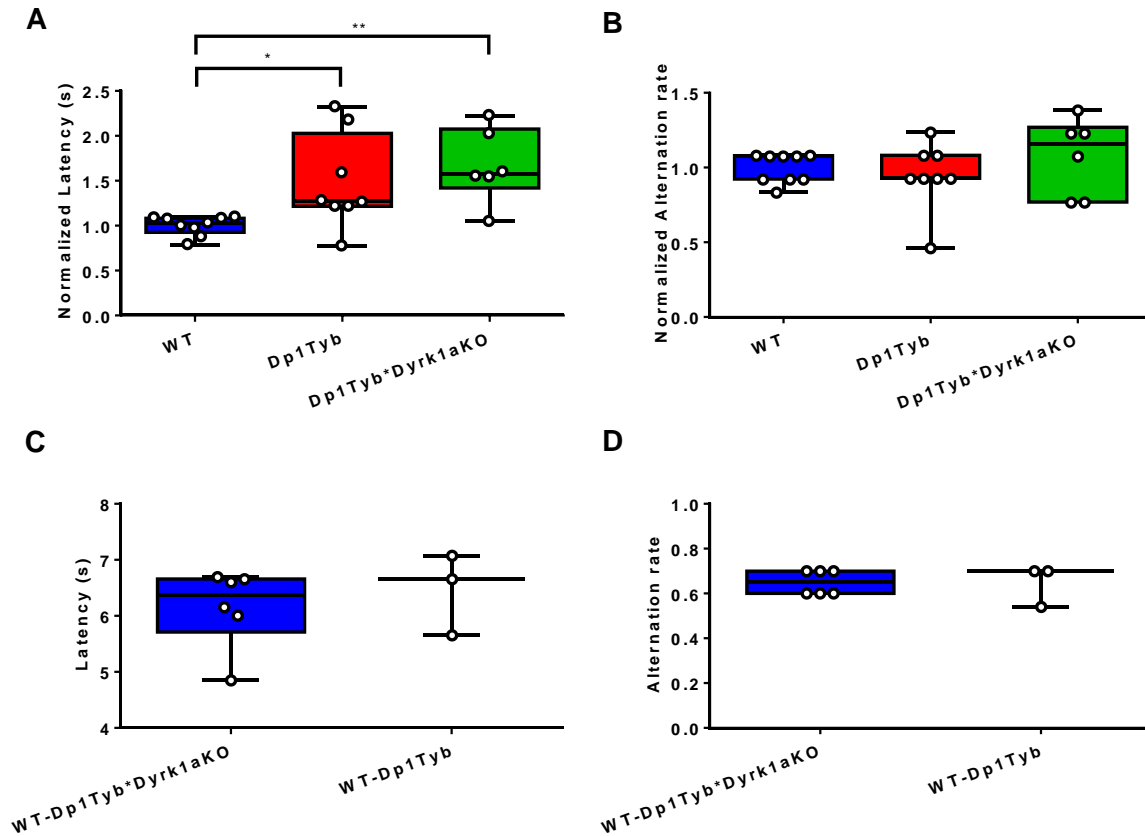 A
**
*
Normalized Latency (s)
2.5
2.0
1.5
1.0
0.5
0.0
WT
Dp1Tyb
Dp1Tyb*Dyrk1aKO
B
Normalized Alternation rate
1.5
1.0
0.5
0.0
WT
Dp1Tyb
Dp1Tyb*Dyrk1aKO
C
Latency (s)
8
7
6
5
4
WT-Dp1Tyb*Dyrk1aKO
WT-Dp1Tyb
D
Alternation rate
1.0
0.8
0.6
0.4
0.2
0.0
WT-Dp1Tyb*Dyrk1aKO
WT-Dp1Tyb